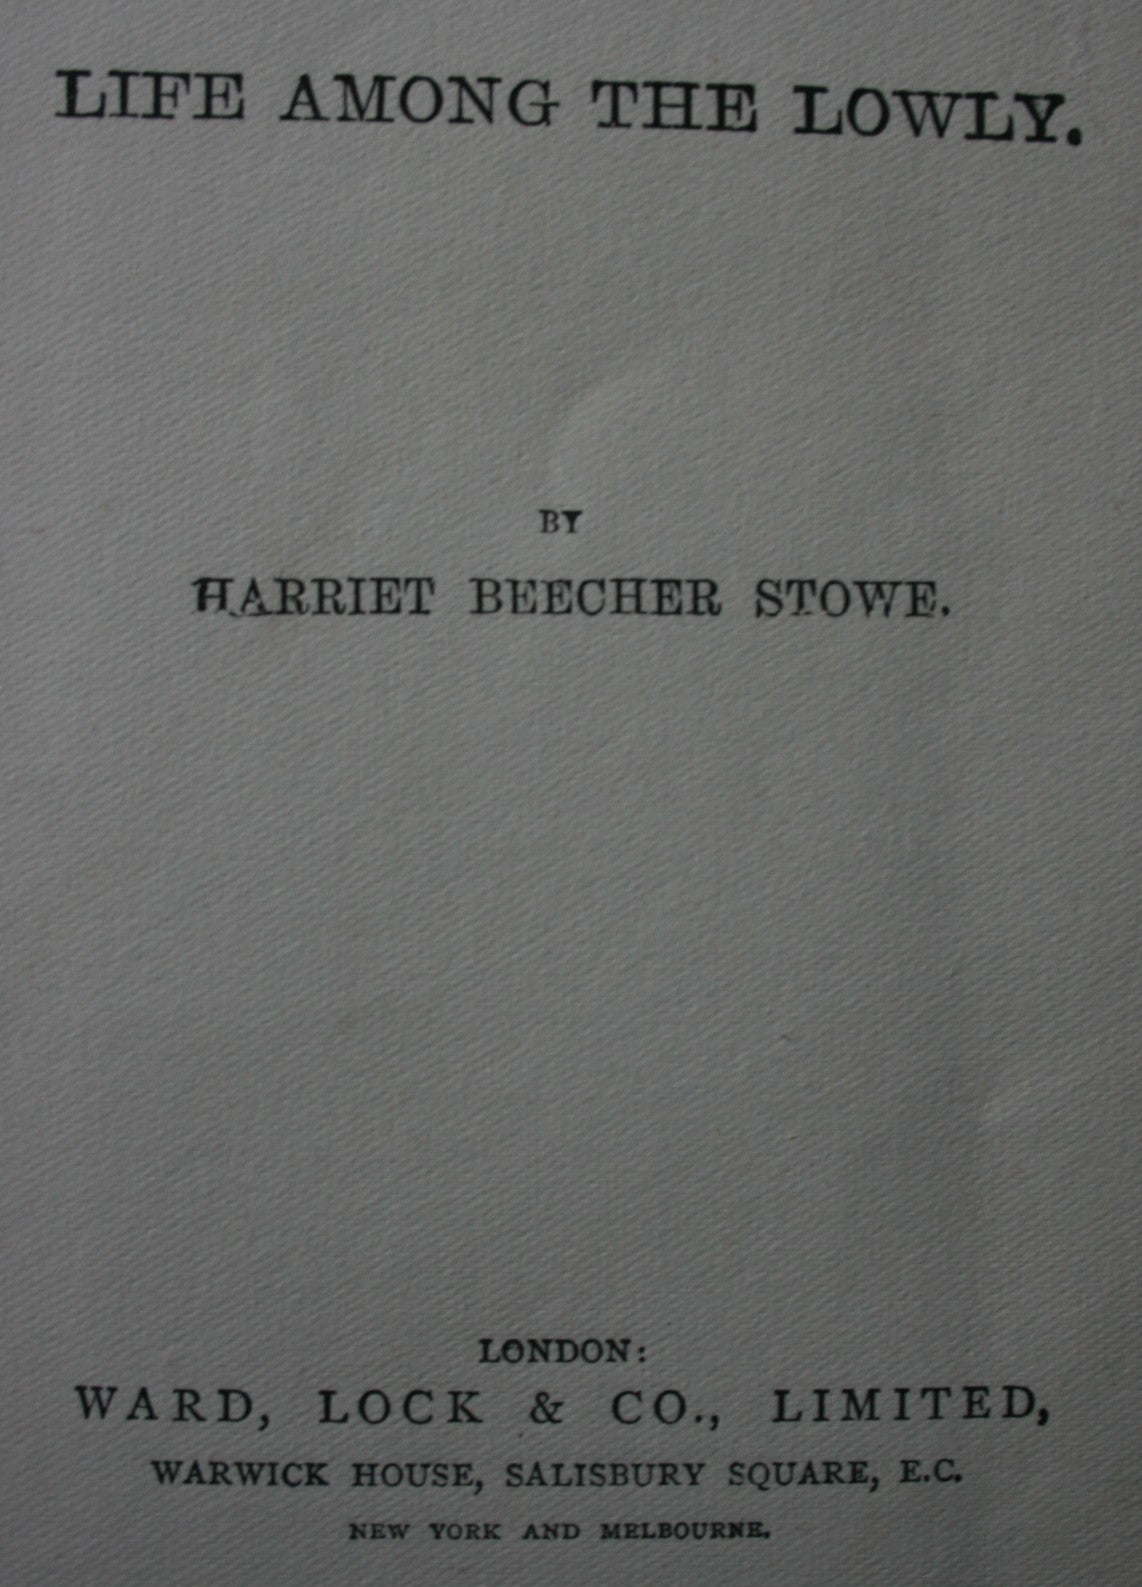 LIFE AMONG THE LOWLY.
BY
HARRIET BEECHER STOWE.
LONDON:
WARD, LOCK & CO., LIMITED,
WARWICK HOUSE, SALISBURY SQUARE, E.C.
NEW YORK AND MELBOURNE.